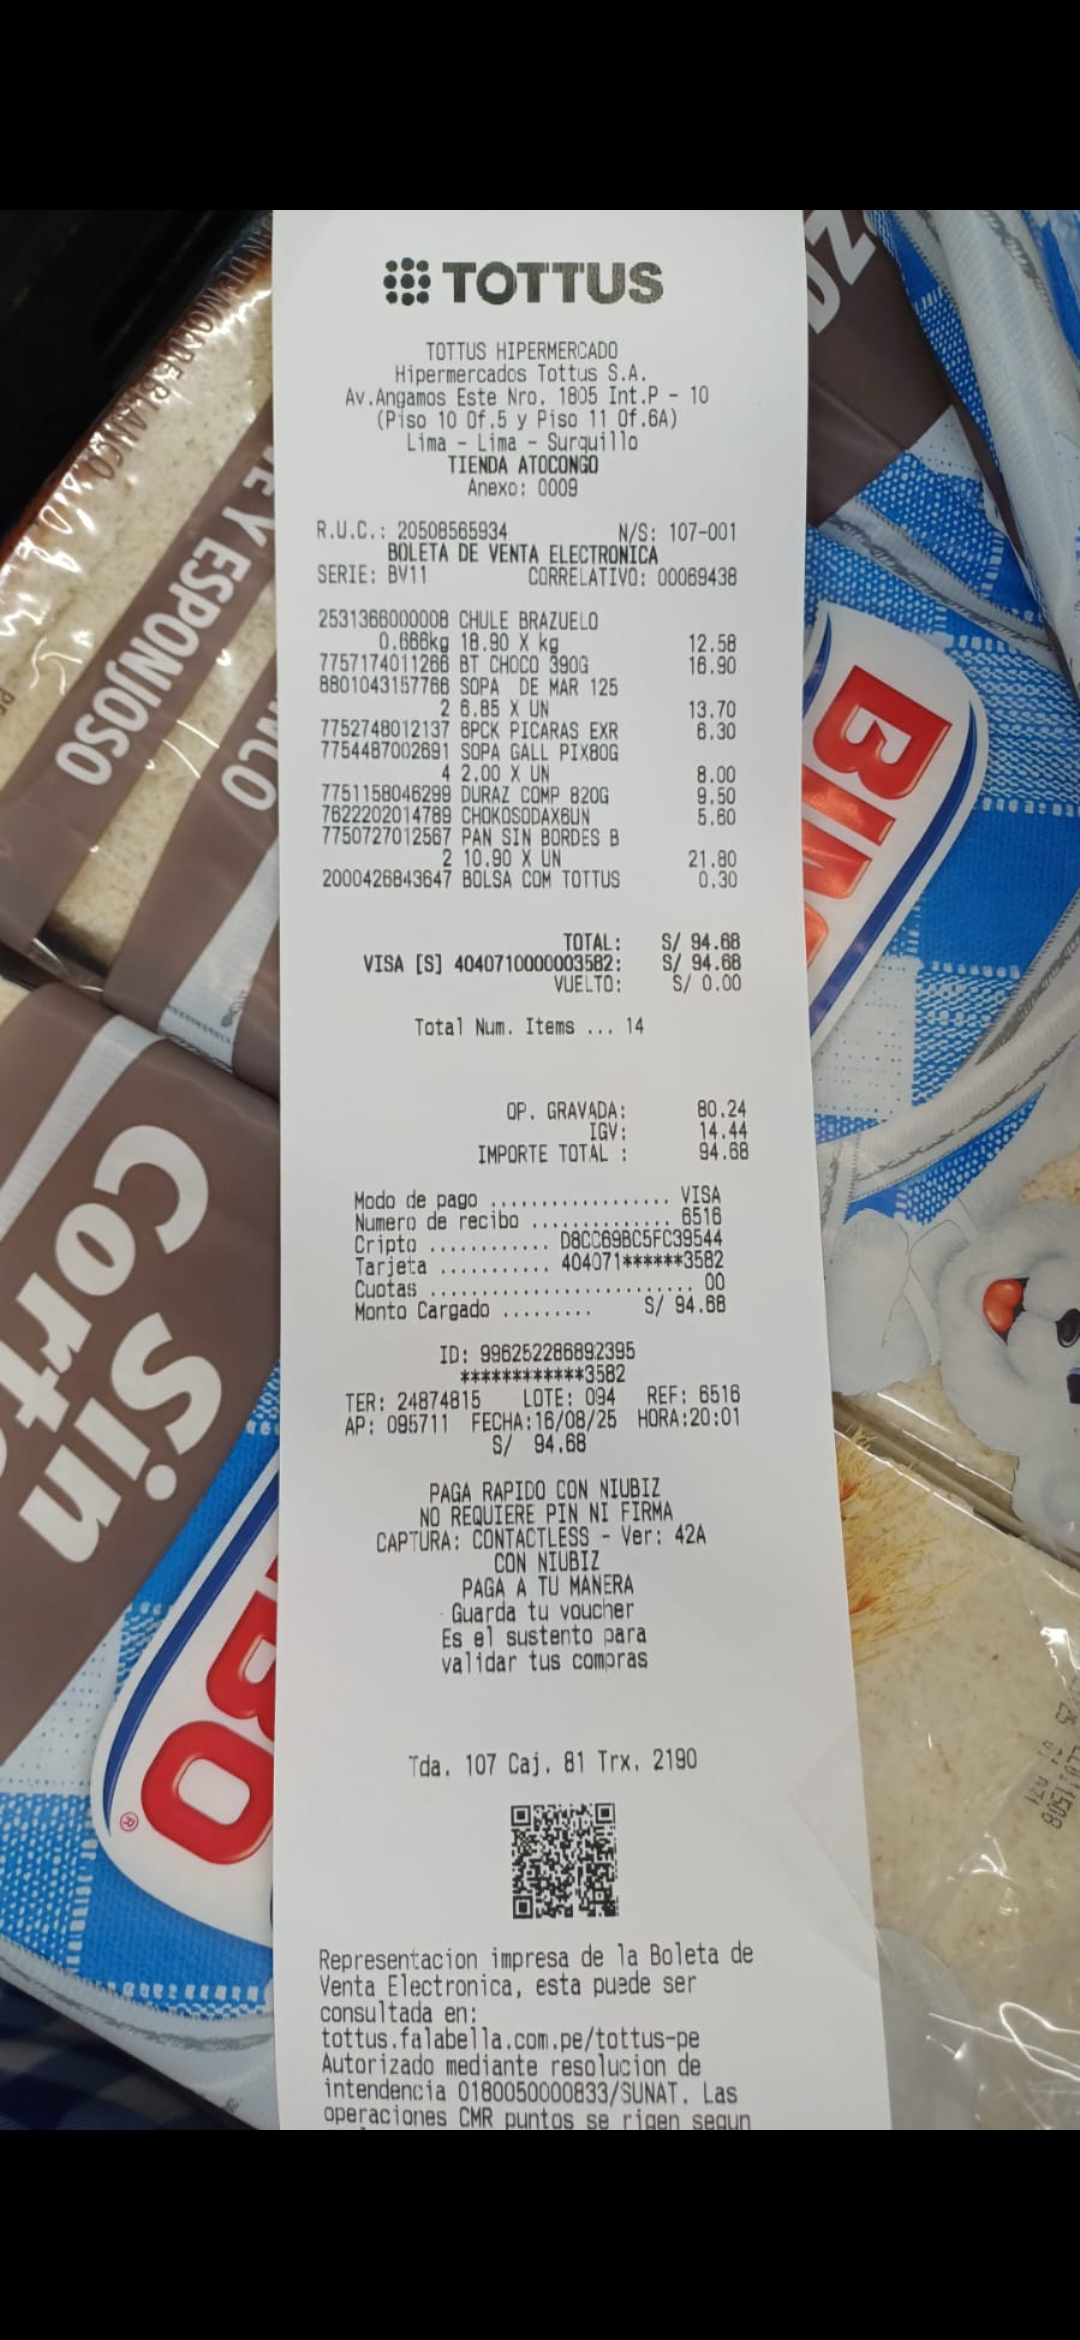 TOTTUS
TOTTUS HIPERMERCADO
Hipermercados Tottus S.A.
Av.Angamos Este Nro. 1805 Int.P - 10
(Piso 10 Of.5 y Piso 11 Of.6A)
Lima - Lima - Surquillo
TIENDA ATOCONGO
Anexo: 0009
R.U.C.: 20508565934 N/S: 107-001
BOLETA DE VENTA ELECTRONICA
SERIE: BV11 CORRELATIVO: 00069438
2531366000008 CHULE BRAZUELO
0.666kg 18.90 X kg 12.58
7757174011266 BT CHOCO 390G 16.90
8801043157766 SOPA DE MAR 125
2 6.85 X UN 13.70
7752748012137 6PCK PICARAS EXR 6.30
7754487002691 SOPA GALL PIX80G
4 2.00 X UN 8.00
7751158046299 DURAZ COMP 820G 9.50
7622202014789 CHOKOSODAX6UN 5.60
7750727012567 PAN SIN BORDES B
2 10.90 X UN 21.80
2000426843647 BOLSA COM TOTTUS 0.30
TOTAL: S/ 94.68
VISA [S] 4040710000003582: S/ 94.68
VUELTO: S/ 0.00
Total Num. Items ... 14
OP. GRAVADA: 80.24
IGV: 14.44
IMPORTE TOTAL : 94.68
Modo de pago .................. VISA
Numero de recibo .............. 6516
Cripto ............ D8CC69BC5FC39544
Tarjeta ........... 404071******3582
Cuotas .......................... 00
Monto Cargado ......... S/ 94.68
ID: 996252286892395
************3582
TER: 24874815 LOTE: 094 REF: 6516
AP: 095711 FECHA:16/08/25 HORA:20:01
S/ 94.68
PAGA RAPIDO CON NIUBIZ
NO REQUIERE PIN NI FIRMA
CAPTURA: CONTACTLESS - Ver: 42A
CON NIUBIZ
PAGA A TU MANERA
Guarda tu voucher
Es el sustento para
validar tus compras
Tda. 107 Caj. 81 Trx. 2190
Representacion impresa de la Boleta de
Venta Electronica, esta puede ser
consultada en:
tottus.falabella.com.pe/tottus-pe
Autorizado mediante resolucion de
intendencia 0180050000833/SUNAT. Las
operaciones CMR puntos se rigen segun
Y ESPONJOSO
NCO
Sin
Cort
BO
BIM